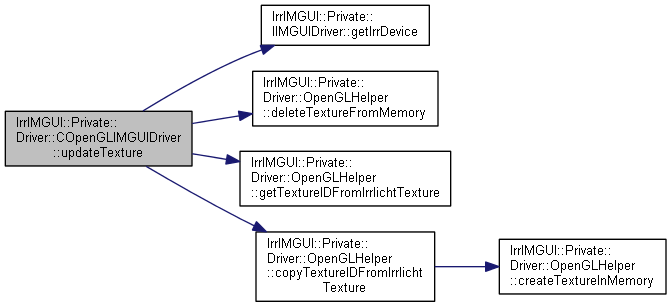 IrrIMGUI::Private::
IIMGUIDriver::getIrrDevice
IrrIMGUI::Private::
Driver::OpenGLHelper
::deleteTextureFromMemory
IrrIMGUI::Private::
Driver::COpenGLIMGUIDriver
::updateTexture
IrrIMGUI::Private::
Driver::OpenGLHelper
::getTextureIDFromIrrlichtTexture
IrrIMGUI::Private::
Driver::OpenGLHelper
::copyTextureIDFromIrrlicht
Texture
IrrIMGUI::Private::
Driver::OpenGLHelper
::createTextureInMemory